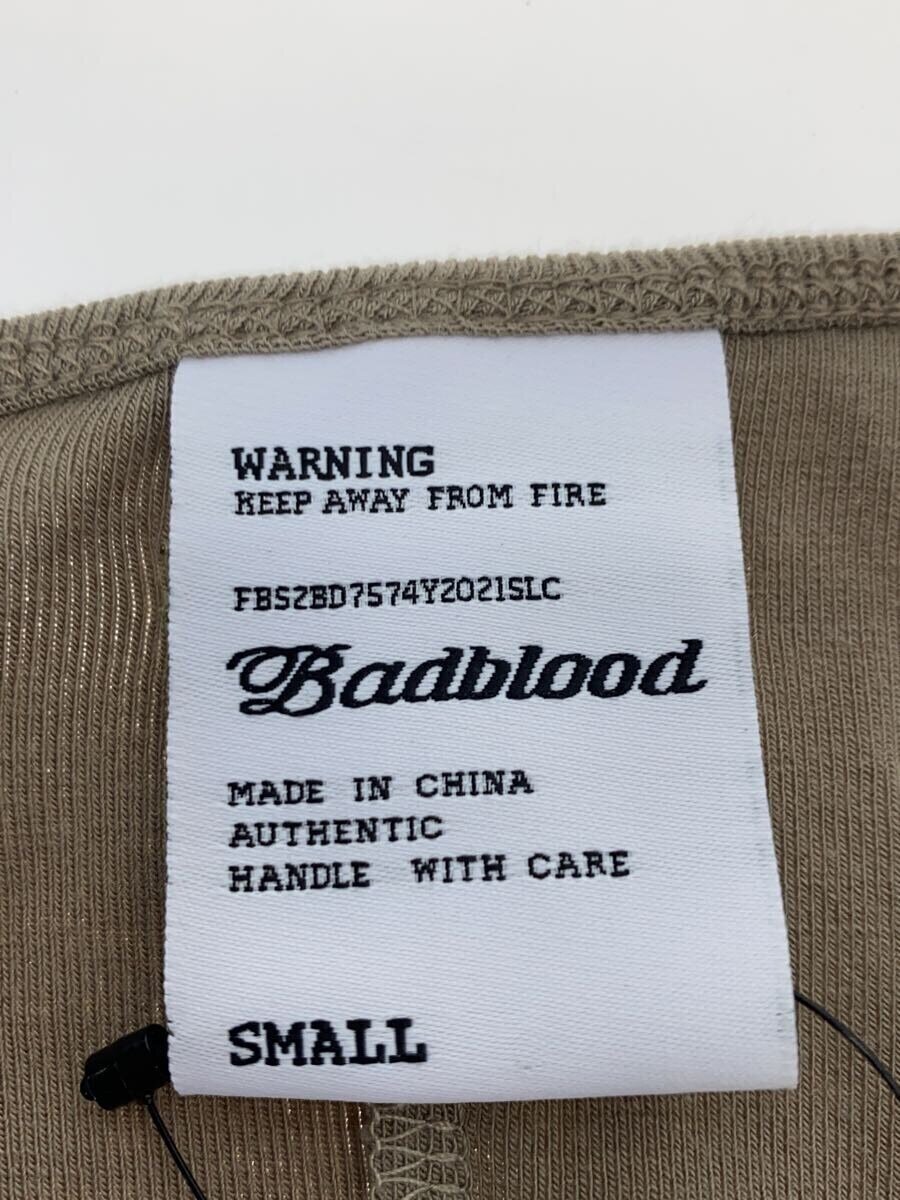 WARNING
KEEP AWAY FROM FIRE
FBS2BD7574Y2021SLC
Badblood
MADE IN CHINA
AUTHENTIC
HANDLE WITH CARE
SMALL